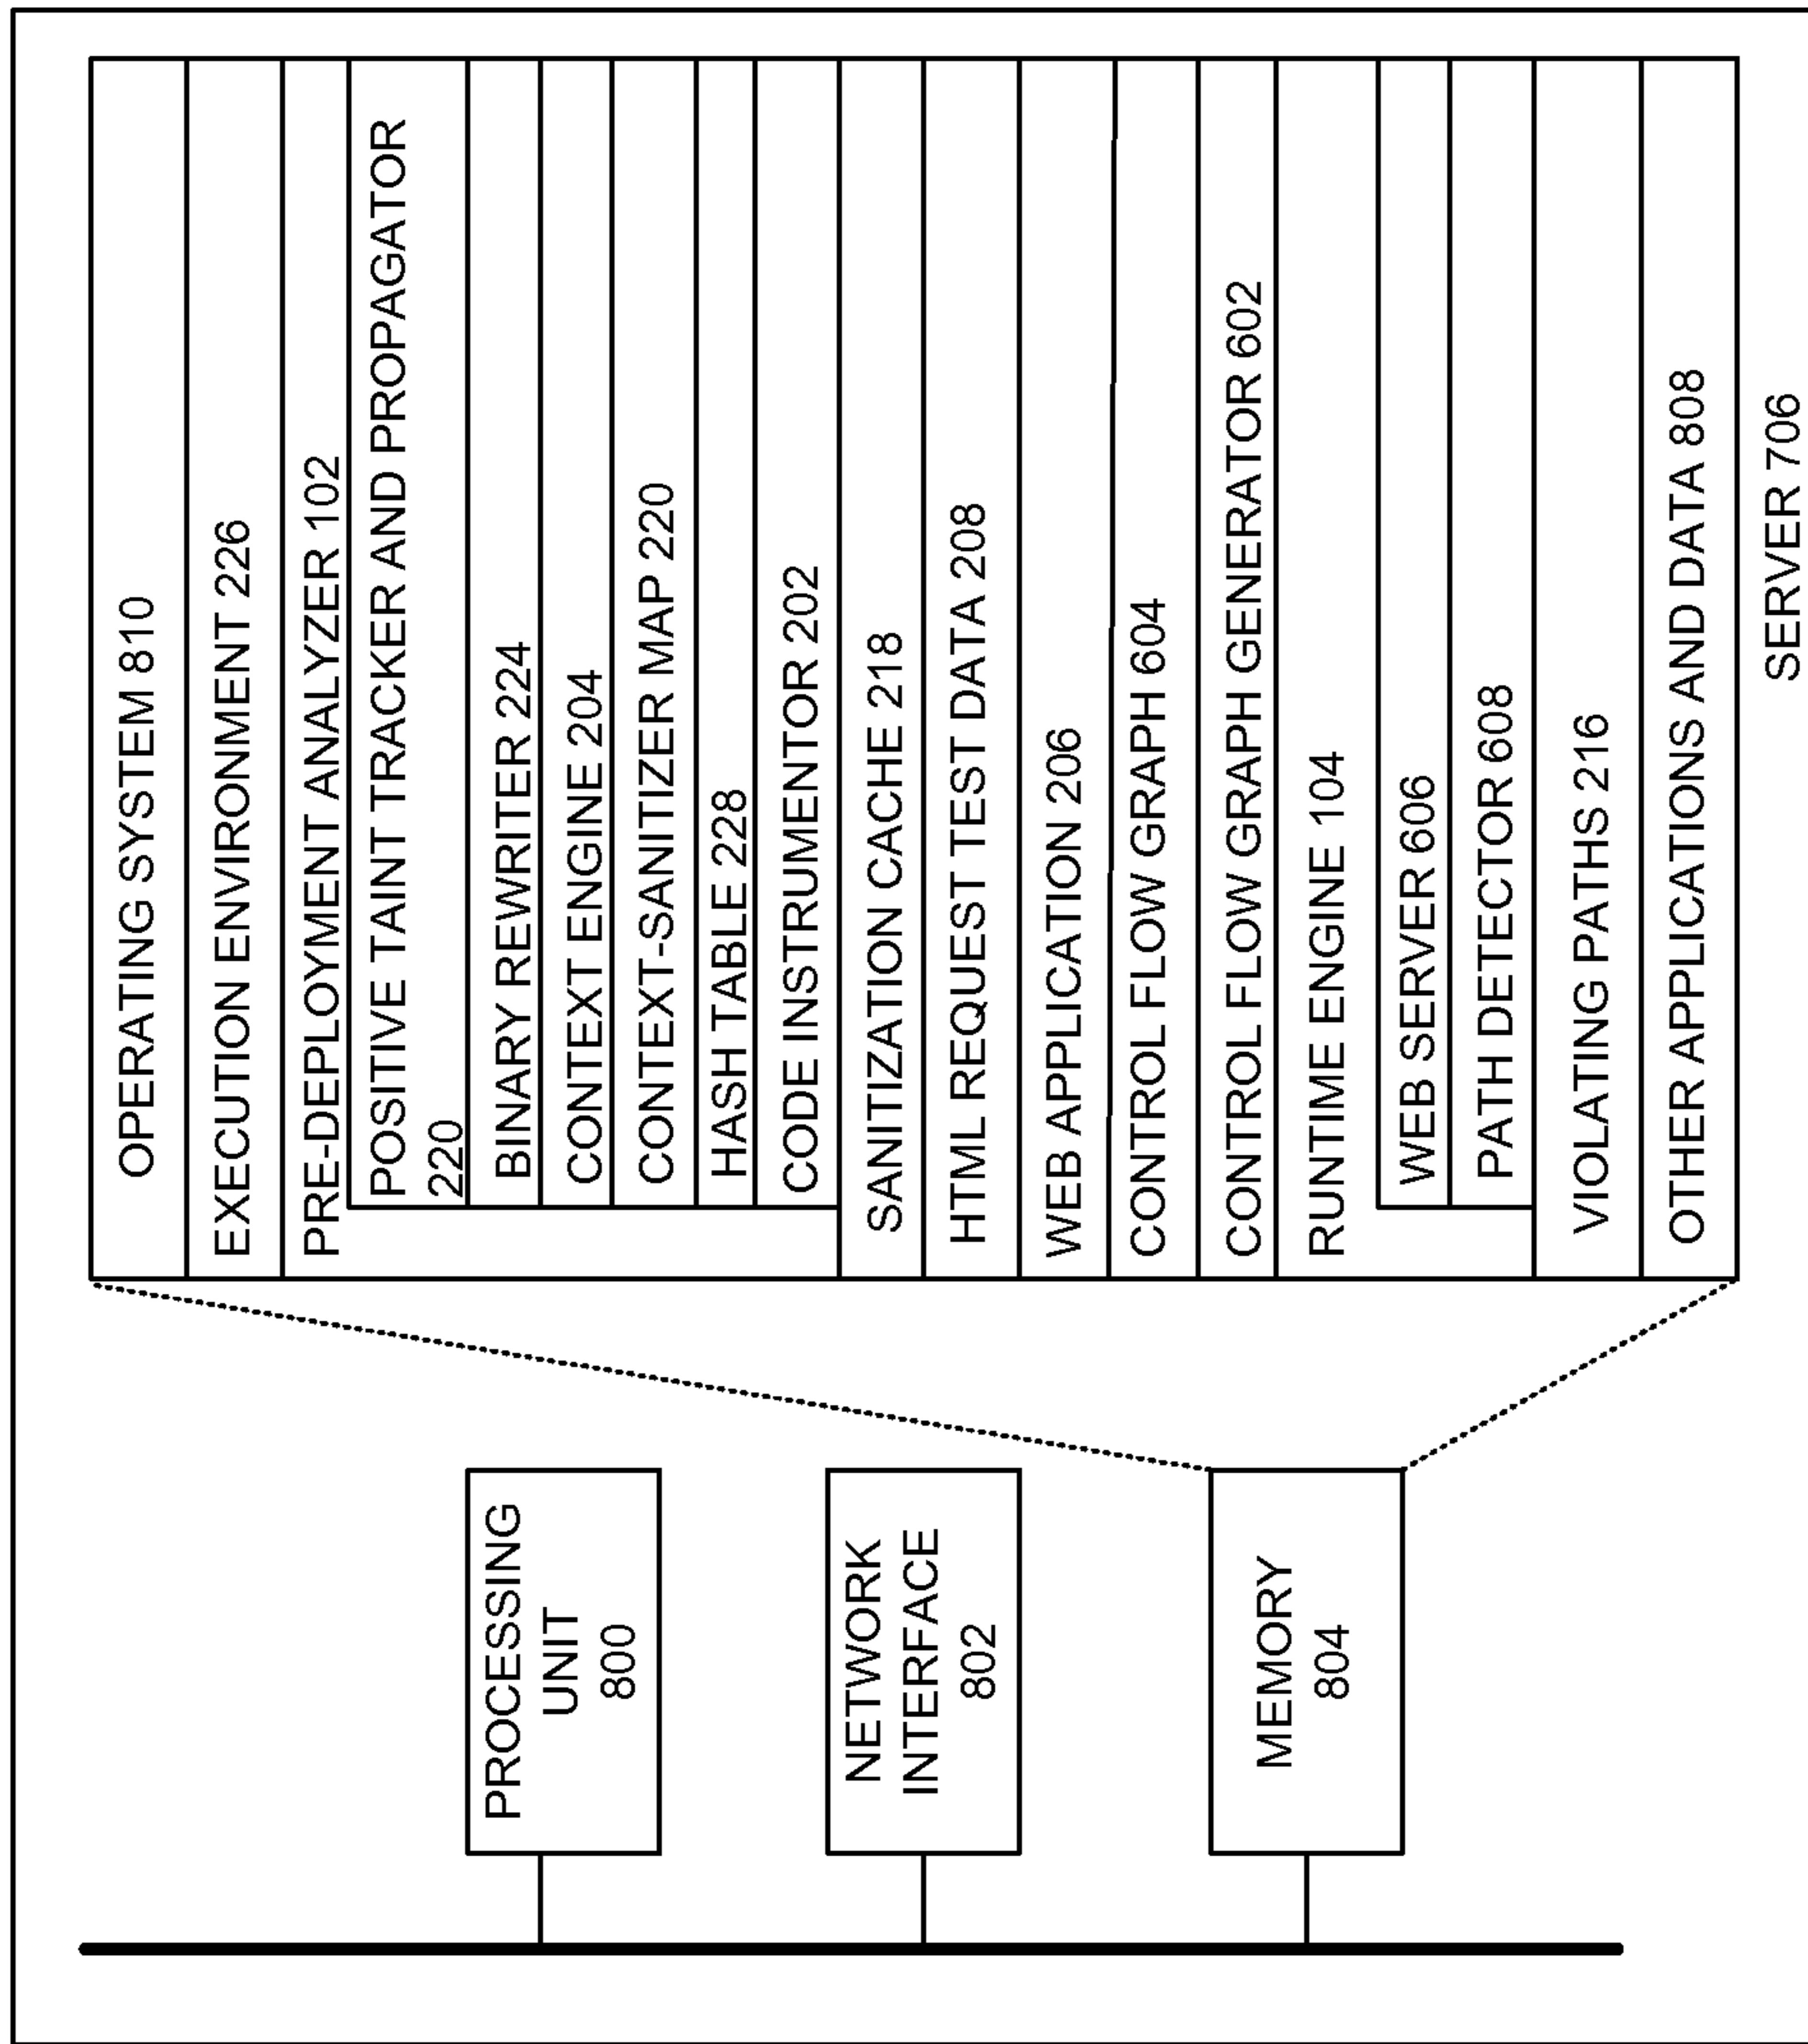 PROCESSING
UNIT
800
NETWORK
INTERFACE
802
MEMORY
804
OPERATING SYSTEM 810
EXECUTION ENVIRONMENT 226
PRE-DEPLOYMENT ANALYZER 102
POSITIVE TAINT TRACKER AND PROPAGATOR
220
BINARY REWRITER 224
CONTEXT ENGINE 204
CONTEXT-SANITIZER MAP 220
HASH TABLE 228
CODE INSTRUMENTOR 202
SANITIZATION CACHE 218
HTML REQUEST TEST DATA 208
WEB APPLICATION 206
CONTROL FLOW GRAPH 604
CONTROL FLOW GRAPH GENERATOR 602
RUNTIME ENGINE 104
WEB SERVER 606
PATH DETECTOR 608
VIOLATING PATHS 216
OTHER APPLICATIONS AND DATA 808
SERVER 706